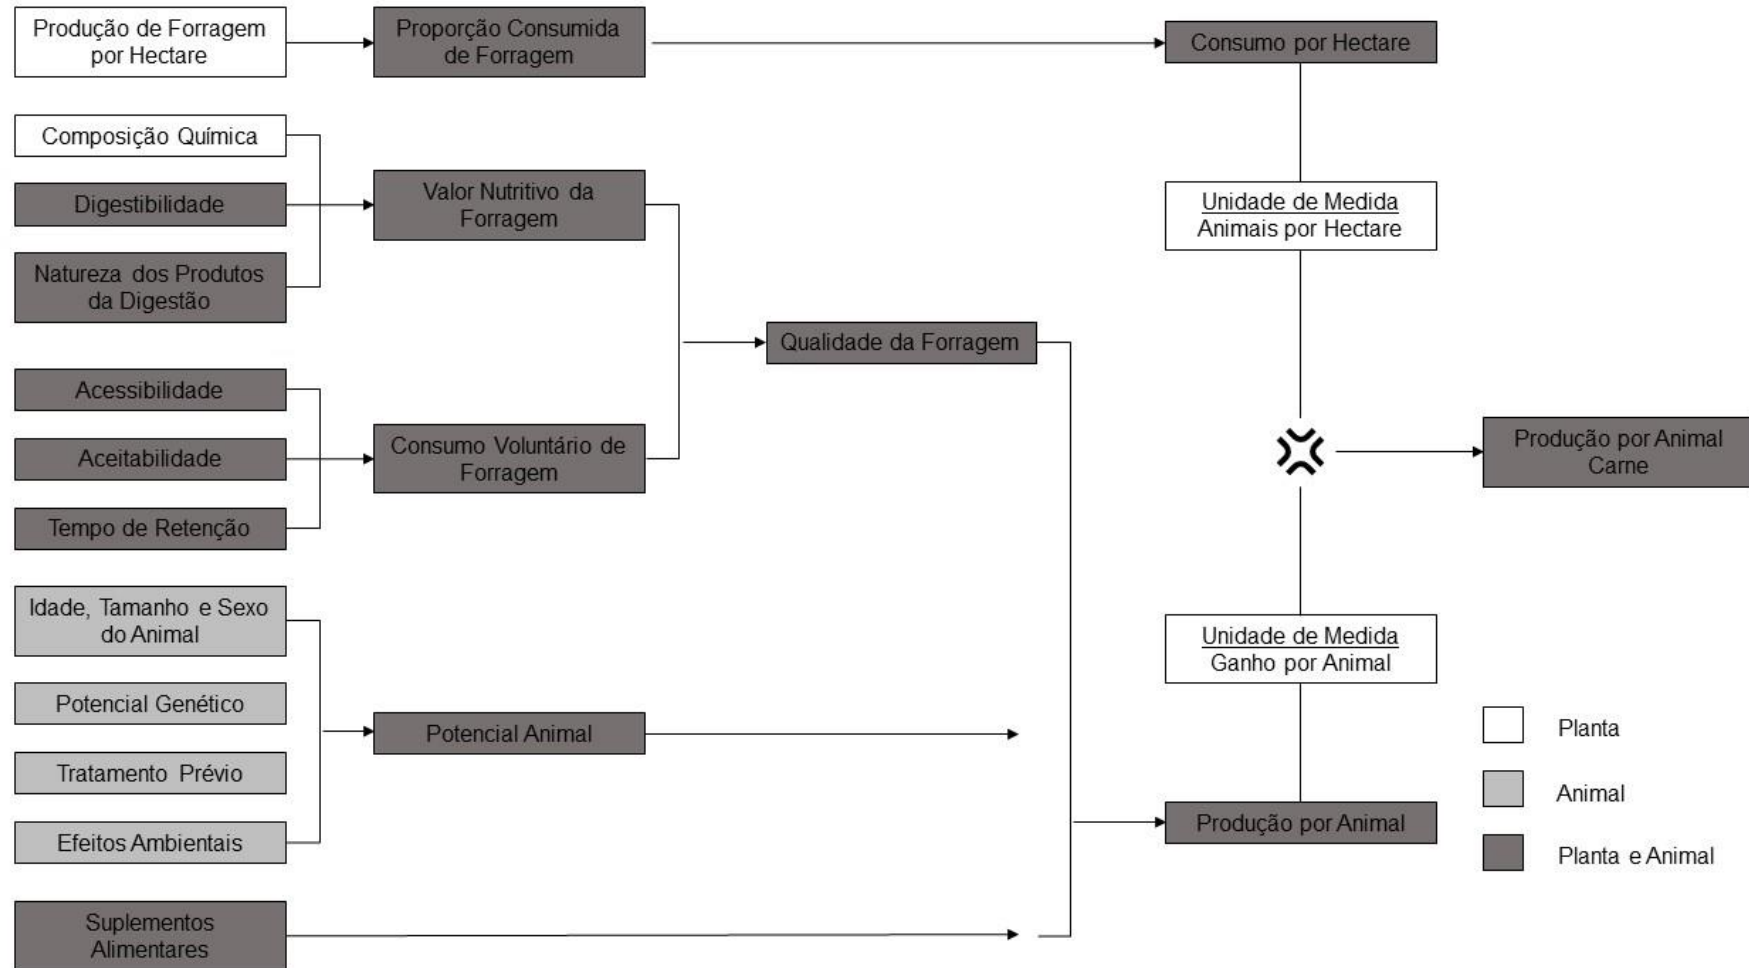 Produção de Forragem
por Hectare
Proporção Consumida
de Forragem
Consumo por Hectare
Composição Química
Digestibilidade
Natureza dos Produtos
da Digestão
Valor Nutritivo da
Forragem
Unidade de Medida
Animais por Hectare
Qualidade da Forragem
Acessibilidade
Aceitabilidade
Tempo de Retenção
Consumo Voluntário de
Forragem
Produção por Animal
Carne
Idade, Tamanho e Sexo
do Animal
Potencial Genético
Tratamento Prévio
Efeitos Ambientais
Potencial Animal
Unidade de Medida
Ganho por Animal
Produção por Animal
Suplementos
Alimentares
Planta
Animal
Planta e Animal